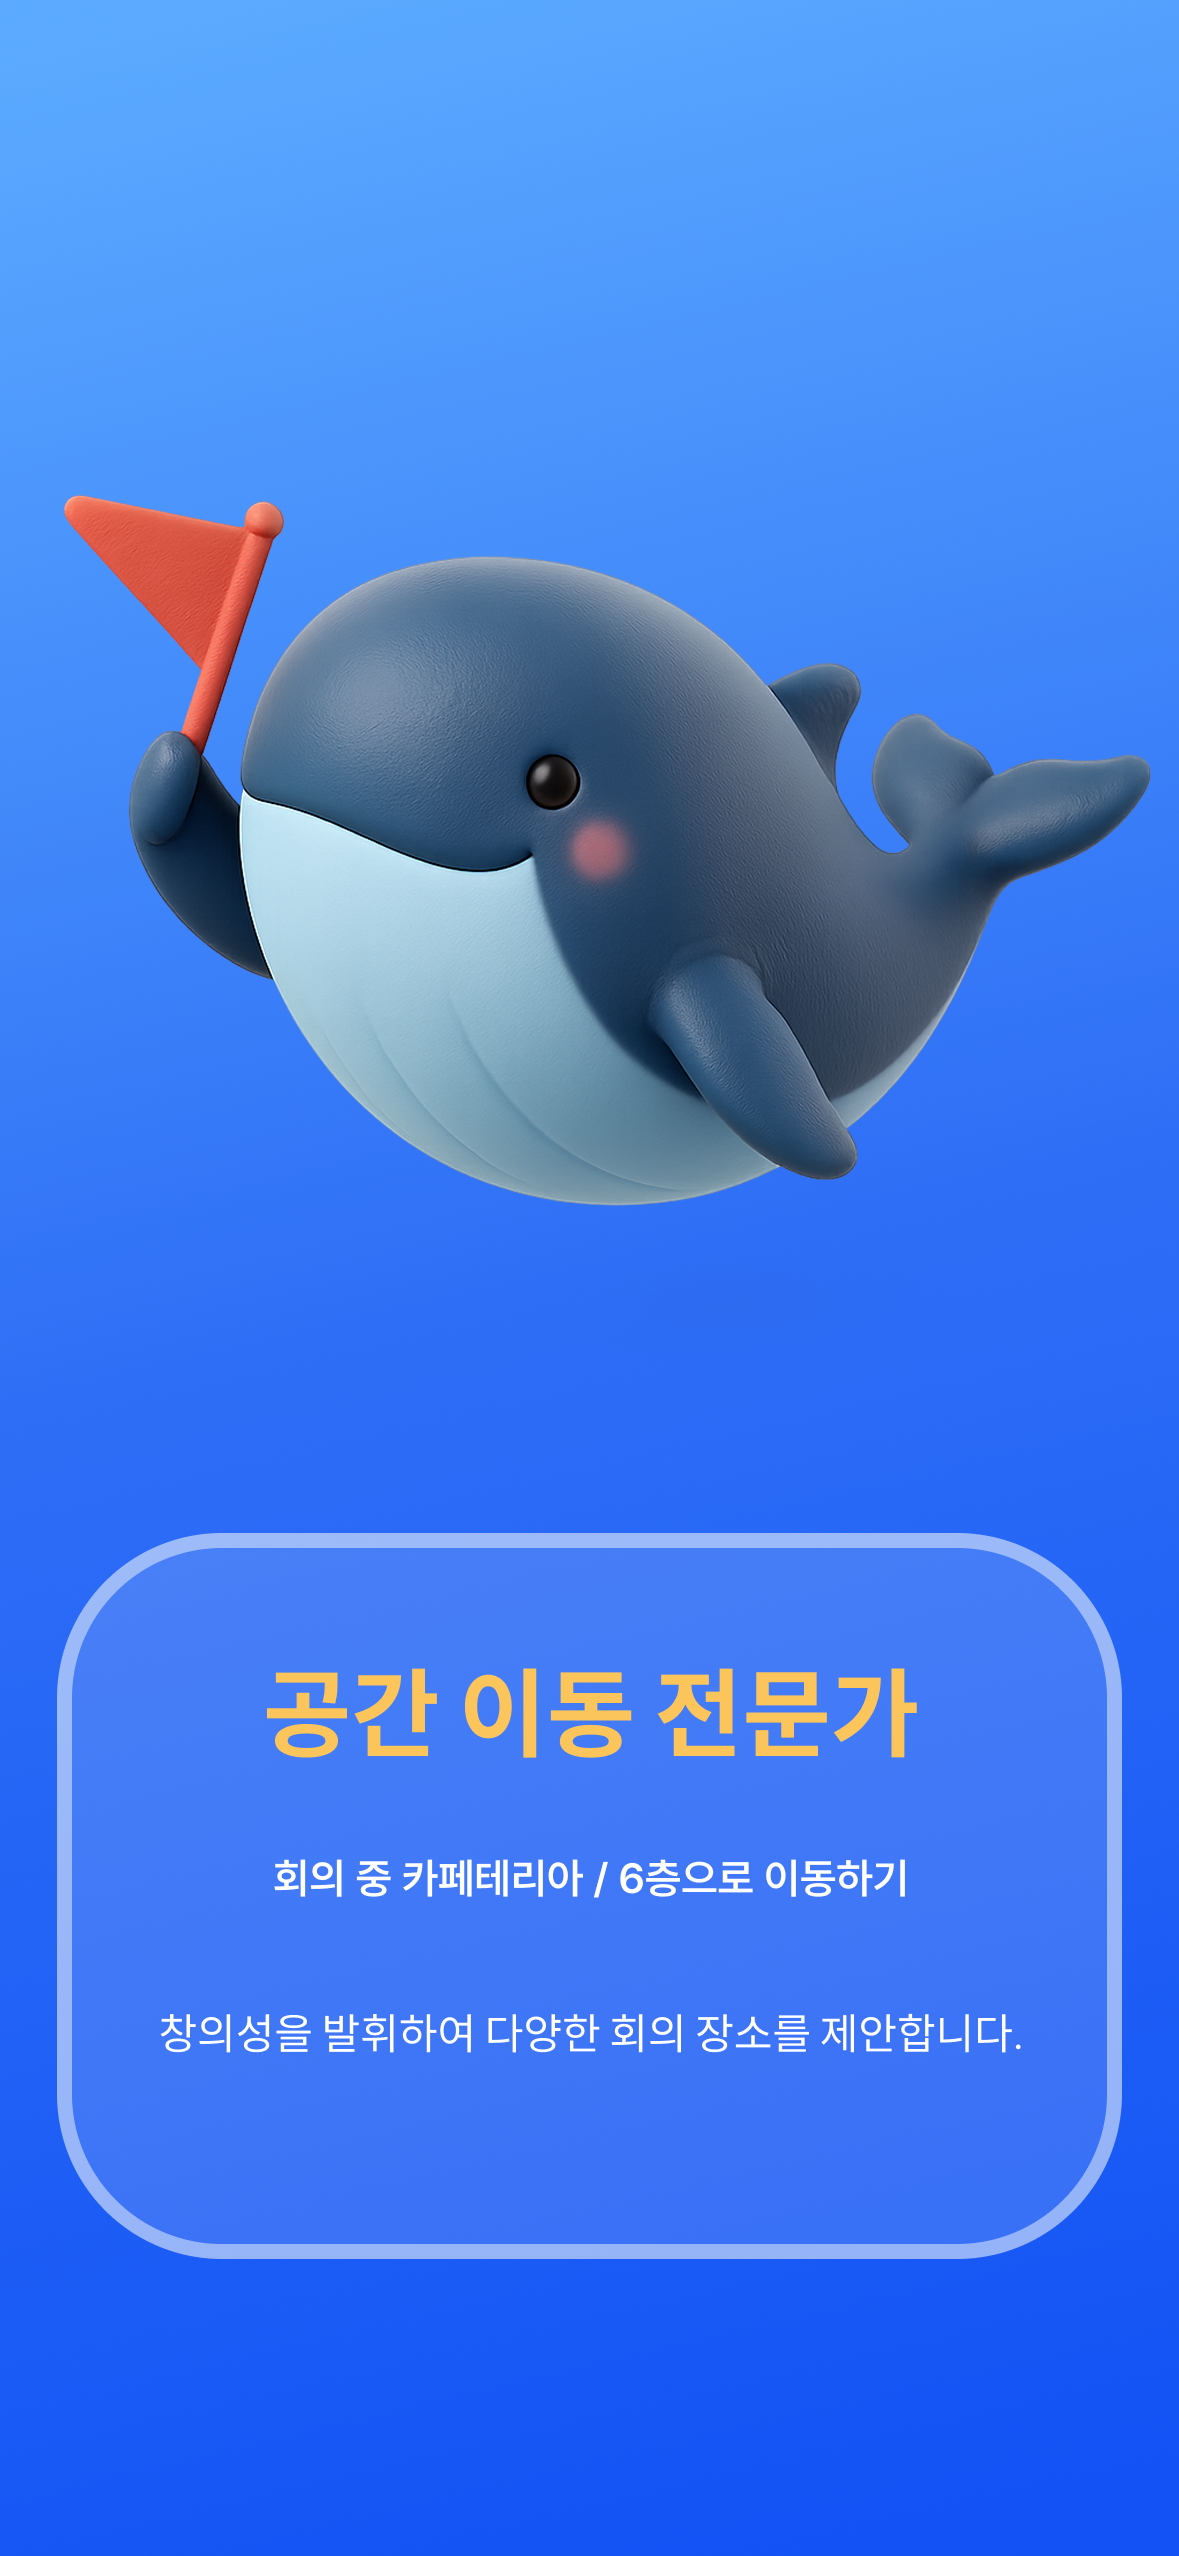 공간 이동 전문가
회의 중 카페테리아 / 6층으로 이동하기
창의성을 발휘하여 다양한 회의 장소를 제안합니다.